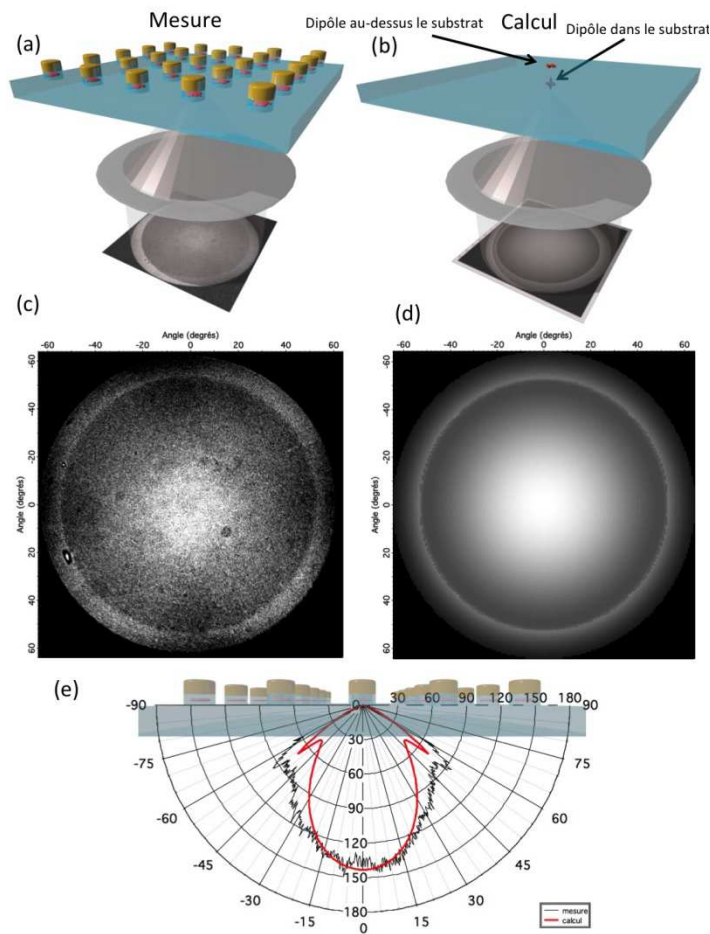 Mesure
Calcul
(a)
(b)
Dipôle au-dessus le substrat
Dipôle dans le substrat
(c)
(d)
Angle (degrés)
-60 -40 -20 0 20 40 60
Angle (degrés)
-60 -40 -20 0 20 40 60
Angle (degrés)
-60 -40 -20 0 20 40 60
Angle (degrés)
-60 -40 -20 0 20 40 60
(e)
-90 0 30 60 90 120 150 180 90
30
60
90
120
150
180
-75 75
-60 60
-45 45
-30 30
-15 0 15
mesure
calcul